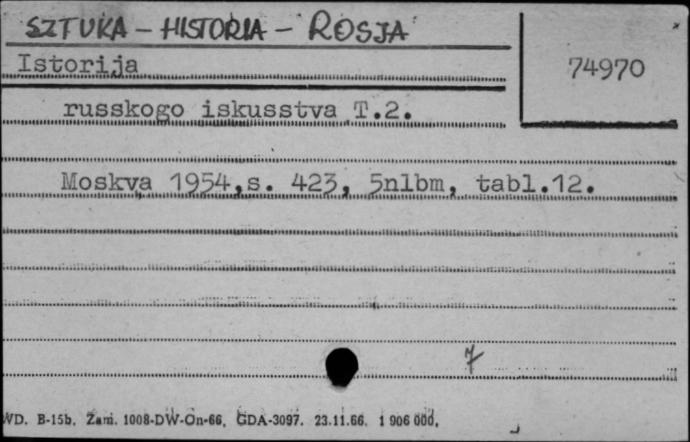 SZTUKA - HISTORIA - ROSJA
74970
Istorija
russkogo iskusstva T.2.
Moskva 1954,s. 423, 5nlbm, tabl.12.
7
WD. B-15b. Zam. 1008-DW-On-66. GDA-3097. 23.11.66. 1 906 000.